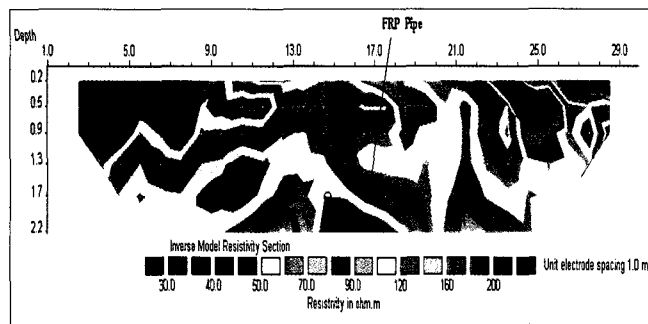 FRP Pipe
Depth
1.0 5.0 9.0 13.0 17.0 21.0 25.0 29.0
0.2
0.5
0.9
1.3
1.7
2.2
Inverse Model Resistivity Section
Unit electrode spacing 1.0 m
30.0 40.0 50.0 70.0 90.0 120 160 200
Resistrity in ohm.m